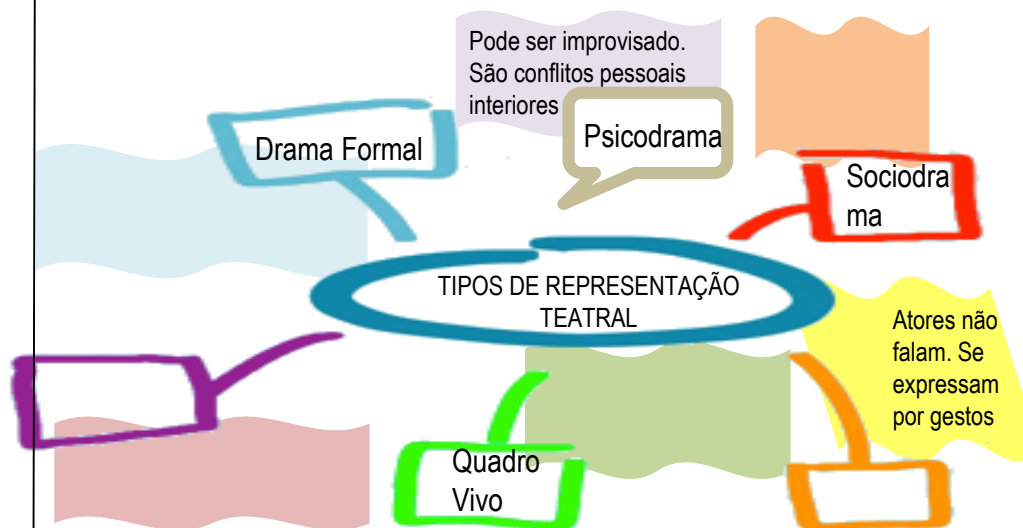 Pode ser improvisado.
São conflitos pessoais
interiores
Drama Formal
Psicodrama
Sociodra
ma
TIPOS DE REPRESENTAÇÃO
TEATRAL
Atores não
falam. Se
expressam
por gestos
Quadro
Vivo